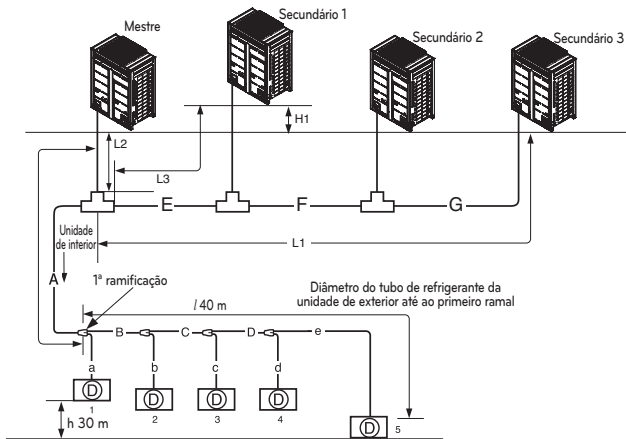 Mestre
Secundário 1
Secundário 2
Secundário 3
H1
L2
L3
E
F
G
L1
Unidade
de interior
A
1ª ramificação
l 40 m
Diâmetro do tubo de refrigerante da
unidade de exterior até ao primeiro ramal
B
C
D
e
a
b
c
d
D
D
D
D
D
1
2
3
4
5
h 30 m